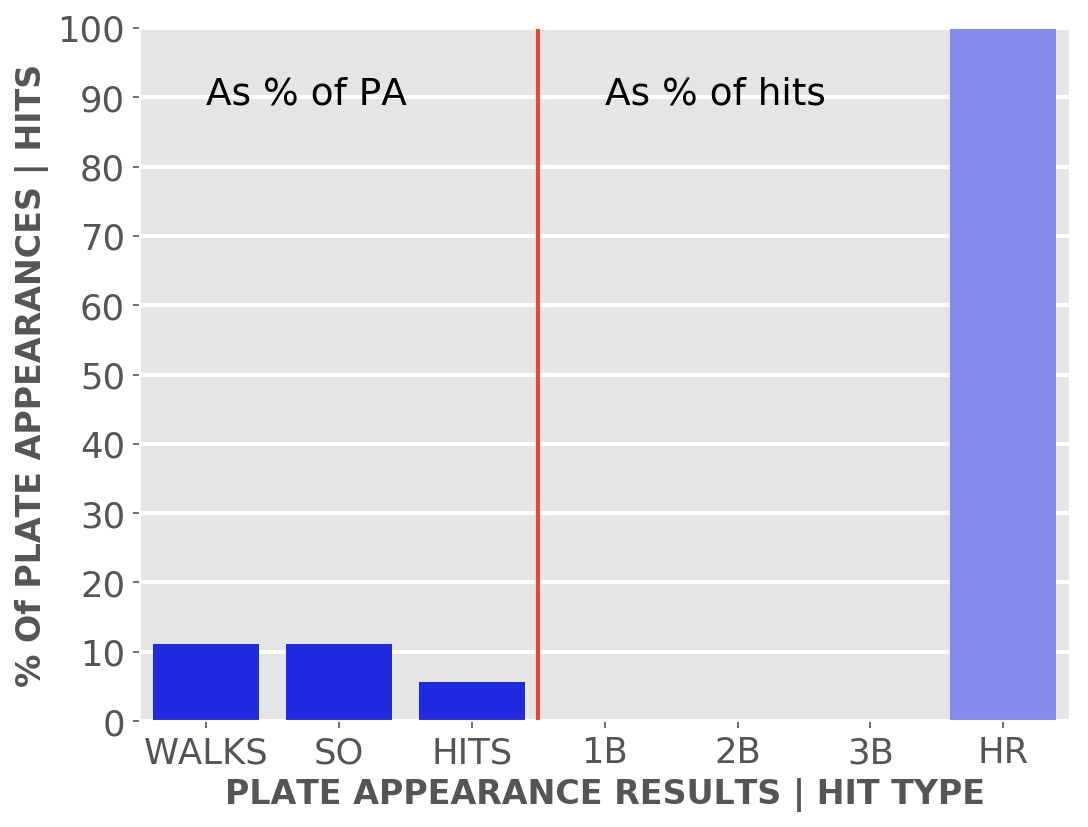 % Of PLATE APPEARANCES | HITS
100
90
80
70
60
50
40
30
20
10
0
As % of PA
As % of hits
WALKS SO HITS 1B 2B 3B HR
PLATE APPEARANCE RESULTS | HIT TYPE